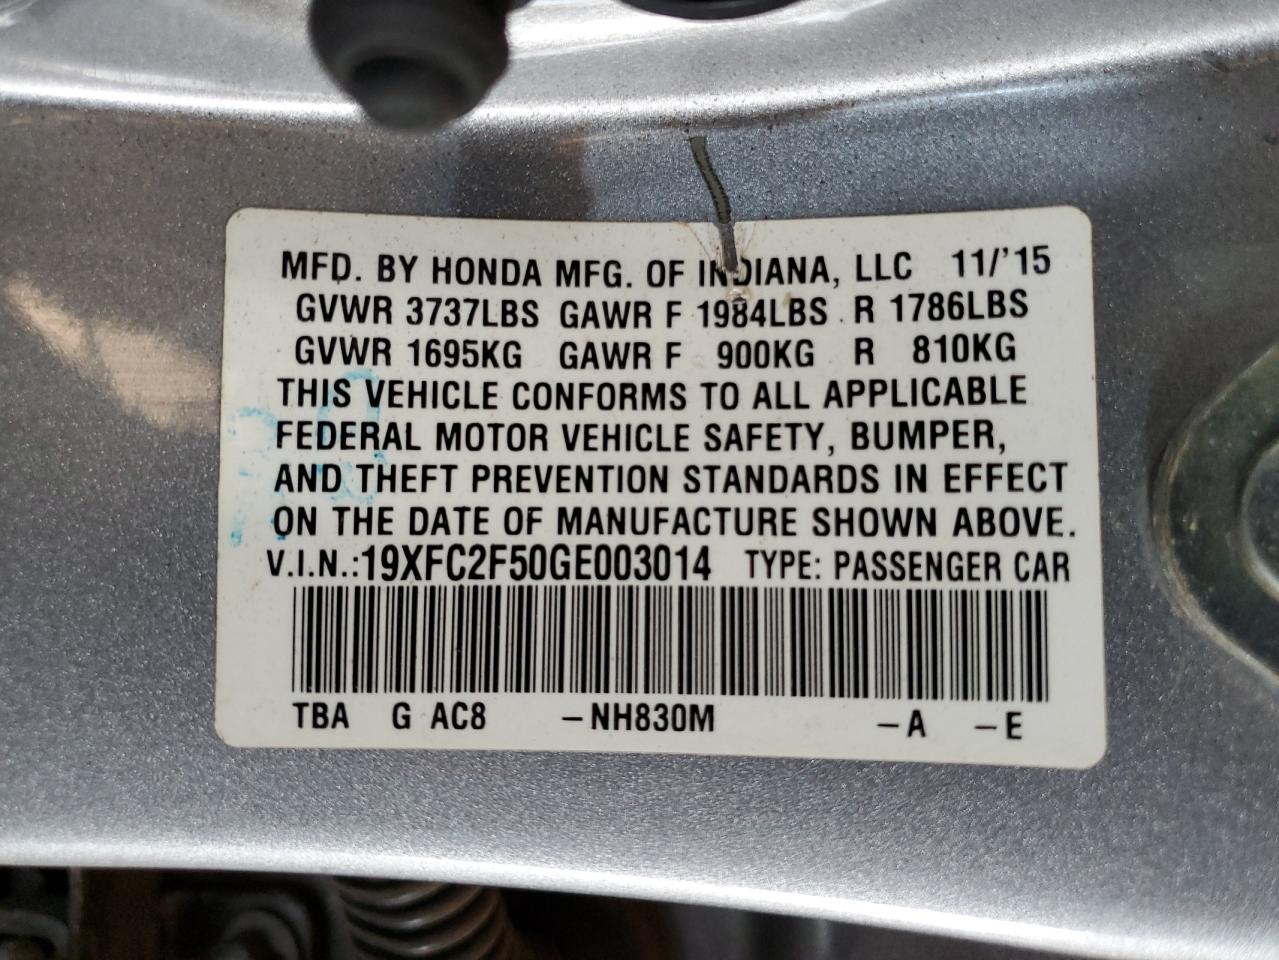 MFD. BY HONDA MFG. OF INDIANA, LLC 11/'15
GVWR 3737LBS GAWR F 1984LBS R 1786LBS
GVWR 1695KG GAWR F 900KG R 810KG
THIS VEHICLE CONFORMS TO ALL APPLICABLE
FEDERAL MOTOR VEHICLE SAFETY, BUMPER,
AND THEFT PREVENTION STANDARDS IN EFFECT
ON THE DATE OF MANUFACTURE SHOWN ABOVE.
V.I.N.:19XFC2F50GE003014 TYPE: PASSENGER CAR
TBA G AC8 –NH830M –A –E